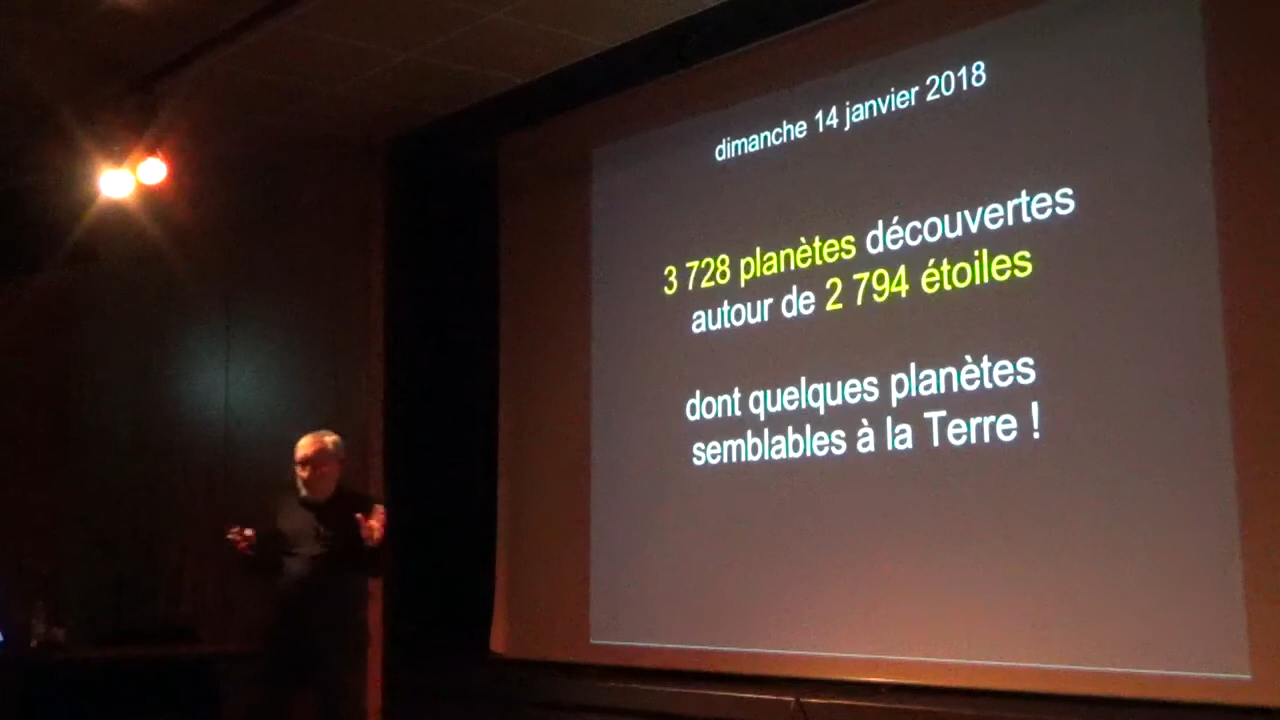 dimanche 14 janvier 2018
3 728 planètes découvertes
autour de 2 794 étoiles
dont quelques planètes
semblables à la Terre !